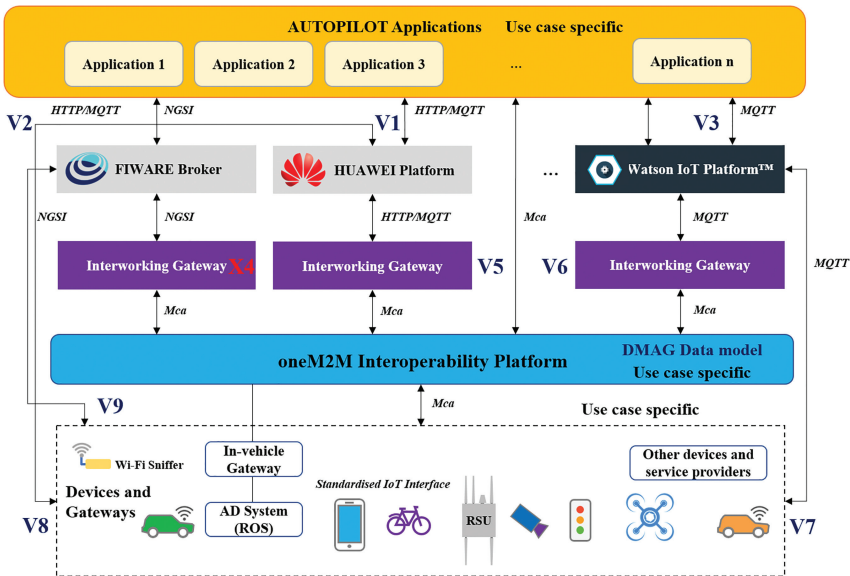 AUTOPILOT Applications Use case specific
Application 1
Application 2
Application 3
...
Application n
HTTP/MQTT
NGSI
HTTP/MQTT
MQTT
V2
V1
V3
FIWARE Broker
HUAWEI Platform
...
Watson IoT Platform™
NGSI
NGSI
HTTP/MQTT
Mca
MQTT
MQTT
Interworking Gateway X4
Interworking Gateway
V5
V6
Interworking Gateway
Mca
Mca
Mca
oneM2M Interoperability Platform
DMAG Data model
Use case specific
V9
Mca
Use case specific
Wi-Fi Sniffer
In-vehicle
Gateway
Other devices and
service providers
Devices and
Gateways
Standardised IoT Interface
AD System
(ROS)
RSU
V8
V7